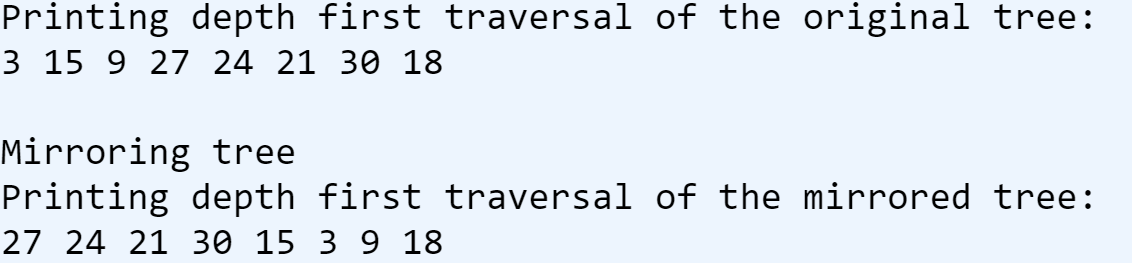 Printing depth first traversal of the original tree:
3 15 9 27 24 21 30 18
Mirroring tree
Printing depth first traversal of the mirrored tree:
27 24 21 30 15 3 9 18